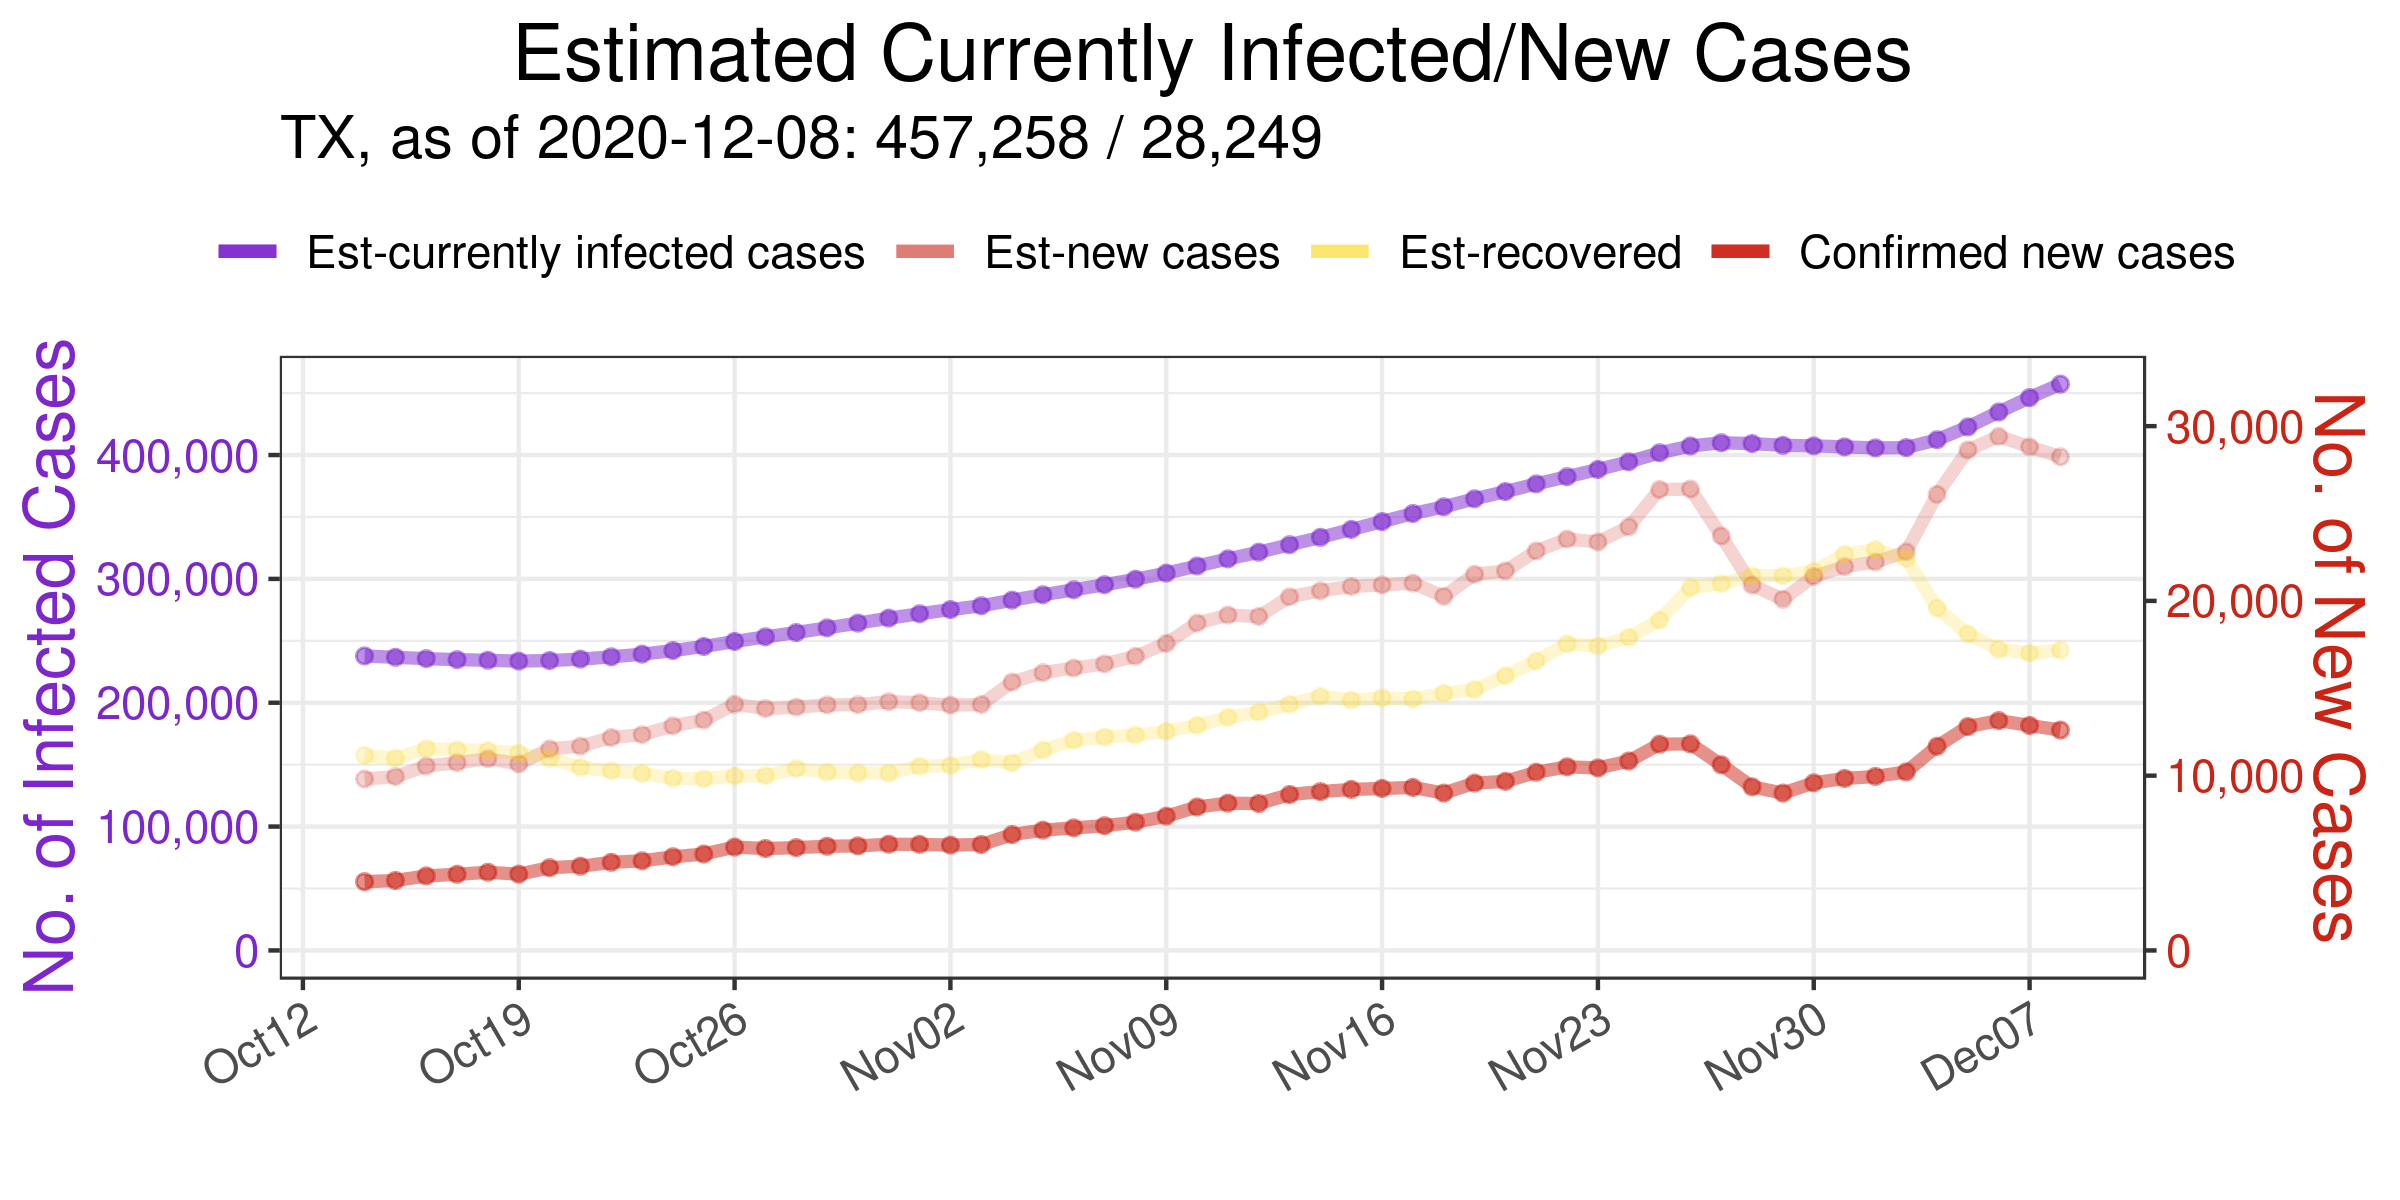 Estimated Currently Infected/New Cases
TX, as of 2020-12-08: 457,258 / 28,249
Est-currently infected cases Est-new cases Est-recovered Confirmed new cases
No. of Infected Cases
400,000
300,000
200,000
100,000
0
30,000
20,000
10,000
0
No. of New Cases
Oct12 Oct19 Oct26 Nov02 Nov09 Nov16 Nov23 Nov30 Dec07